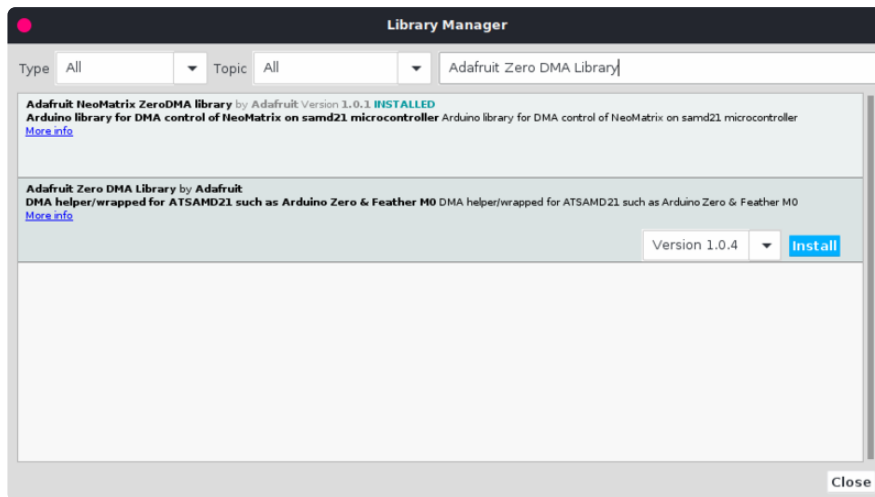 Library Manager
Type All Topic All Adafruit Zero DMA Library
Adafruit NeoMatrix ZeroDMA library by Adafruit Version 1.0.1 INSTALLED
Arduino library for DMA control of NeoMatrix on samd21 microcontroller Arduino library for DMA control of NeoMatrix on samd21 microcontroller
More info
Adafruit Zero DMA Library by Adafruit
DMA helper/wrapped for ATSAMD21 such as Arduino Zero & Feather M0 DMA helper/wrapped for ATSAMD21 such as Arduino Zero & Feather M0
More info
Version 1.0.4 Install
Close